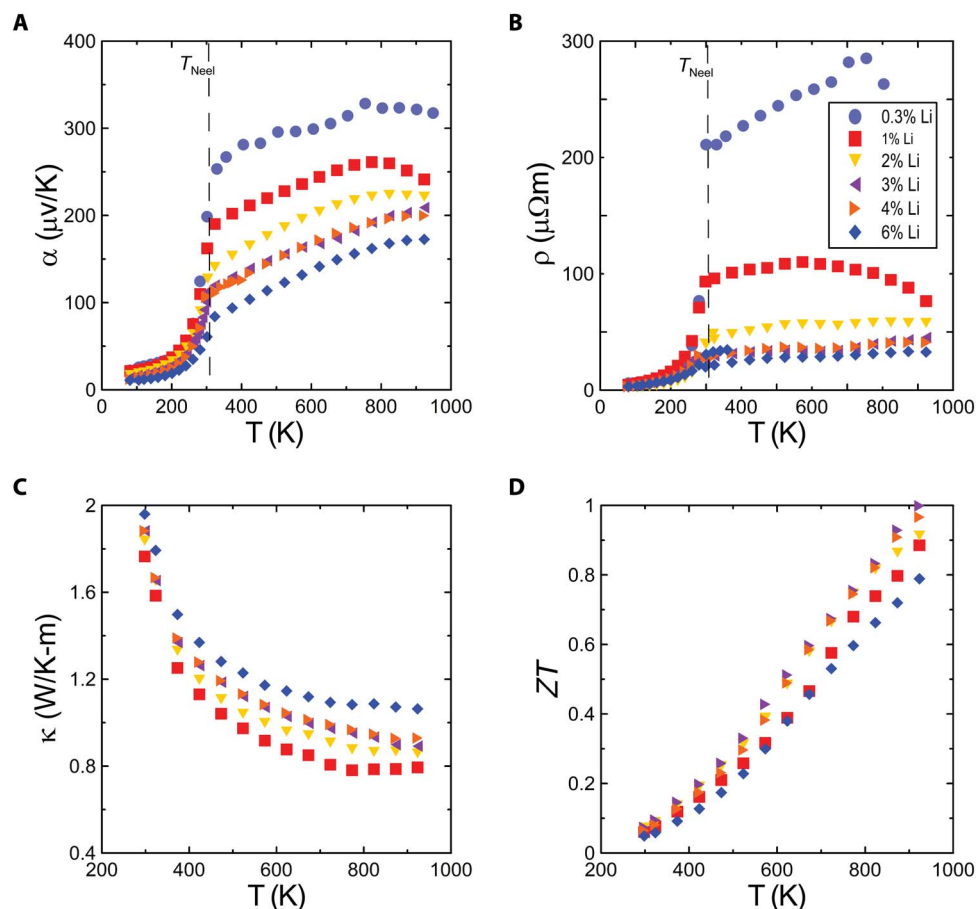 A
400
300
200
100
0
α (μv/K)
T_Neel
0 200 400 600 800 1000
T (K)
B
300
200
100
0
ρ (μΩm)
T_Neel
0.3% Li
1% Li
2% Li
3% Li
4% Li
6% Li
0 200 400 600 800 1000
T (K)
C
2
1.6
1.2
0.8
0.4
κ (W/K-m)
200 400 600 800 1000
T (K)
D
1
0.8
0.6
0.4
0.2
0
ZT
200 400 600 800 1000
T (K)